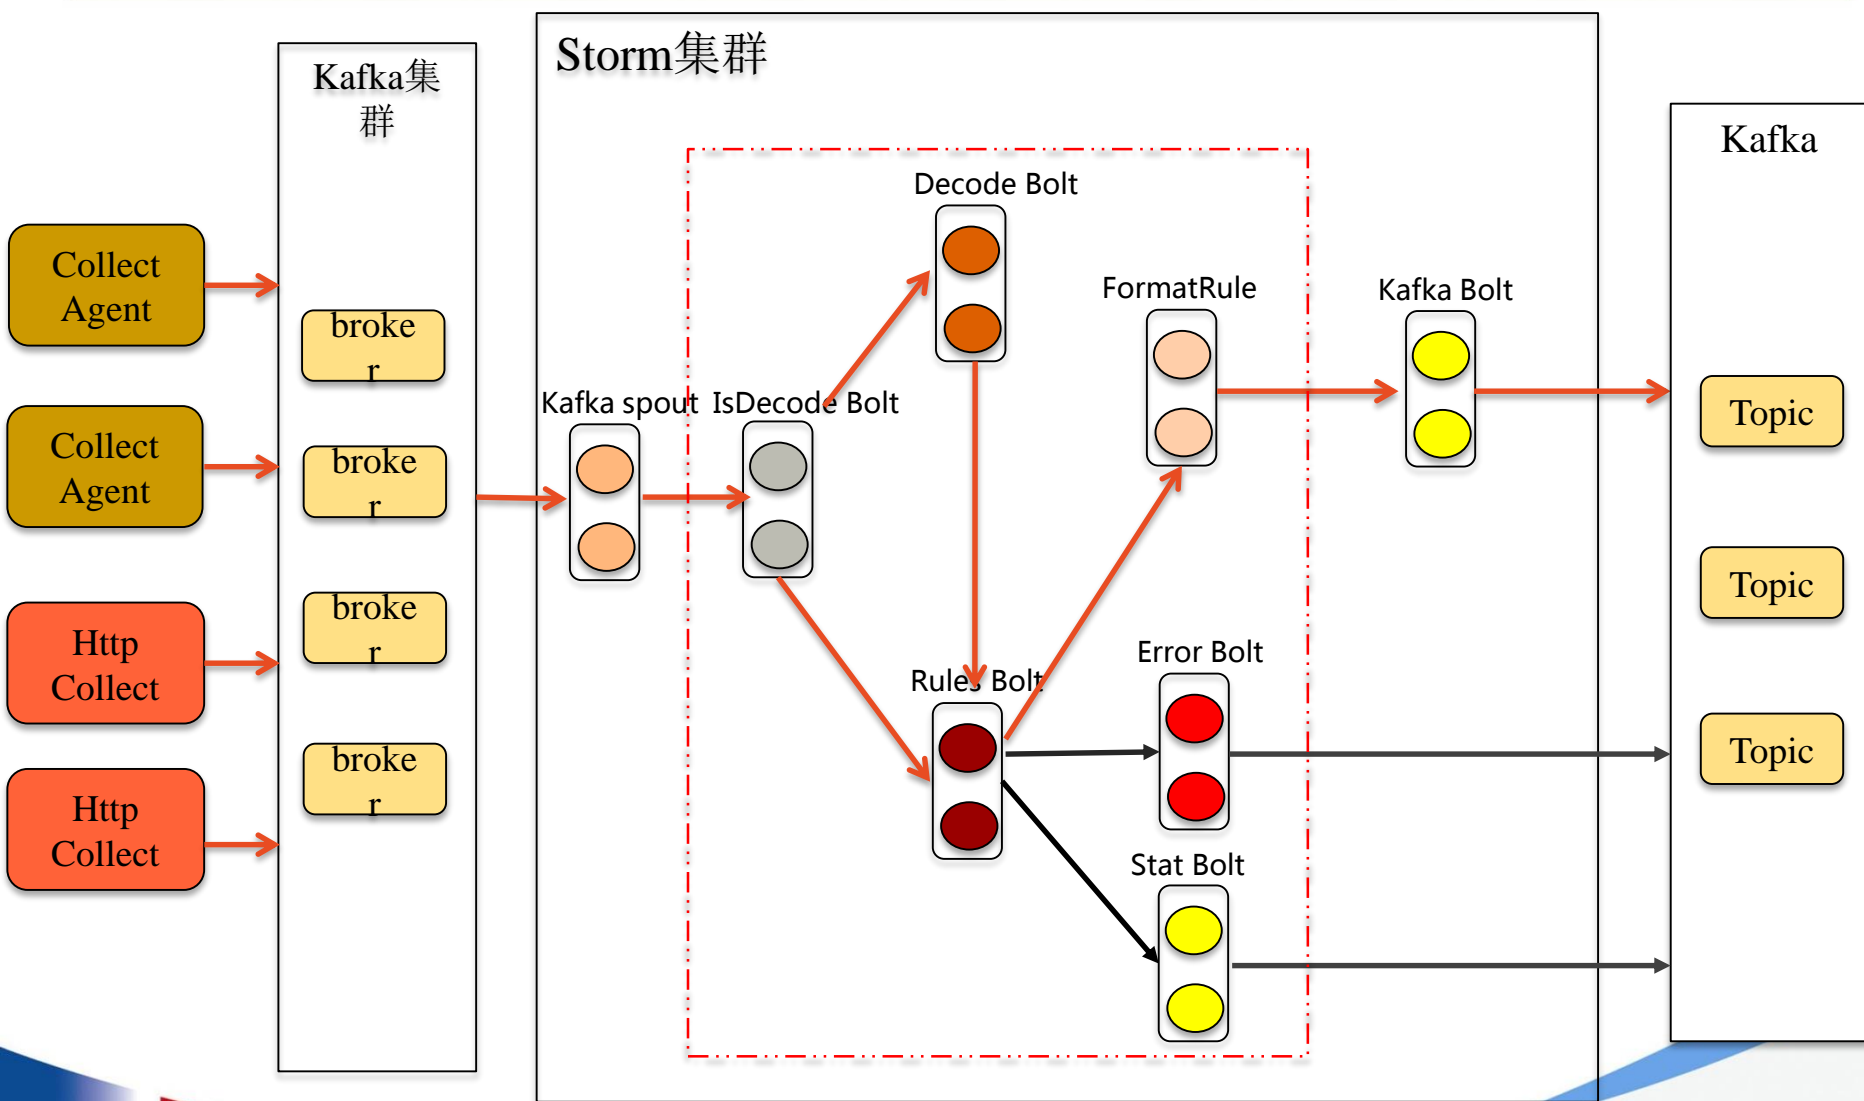 Storm集群
Kafka集
群
Kafka
Collect
Agent
Collect
Agent
Http
Collect
Http
Collect
broke
r
broke
r
broke
r
broke
r
Kafka spout
IsDecode Bolt
Decode Bolt
Rules Bolt
FormatRule
Error Bolt
Stat Bolt
Kafka Bolt
Topic
Topic
Topic